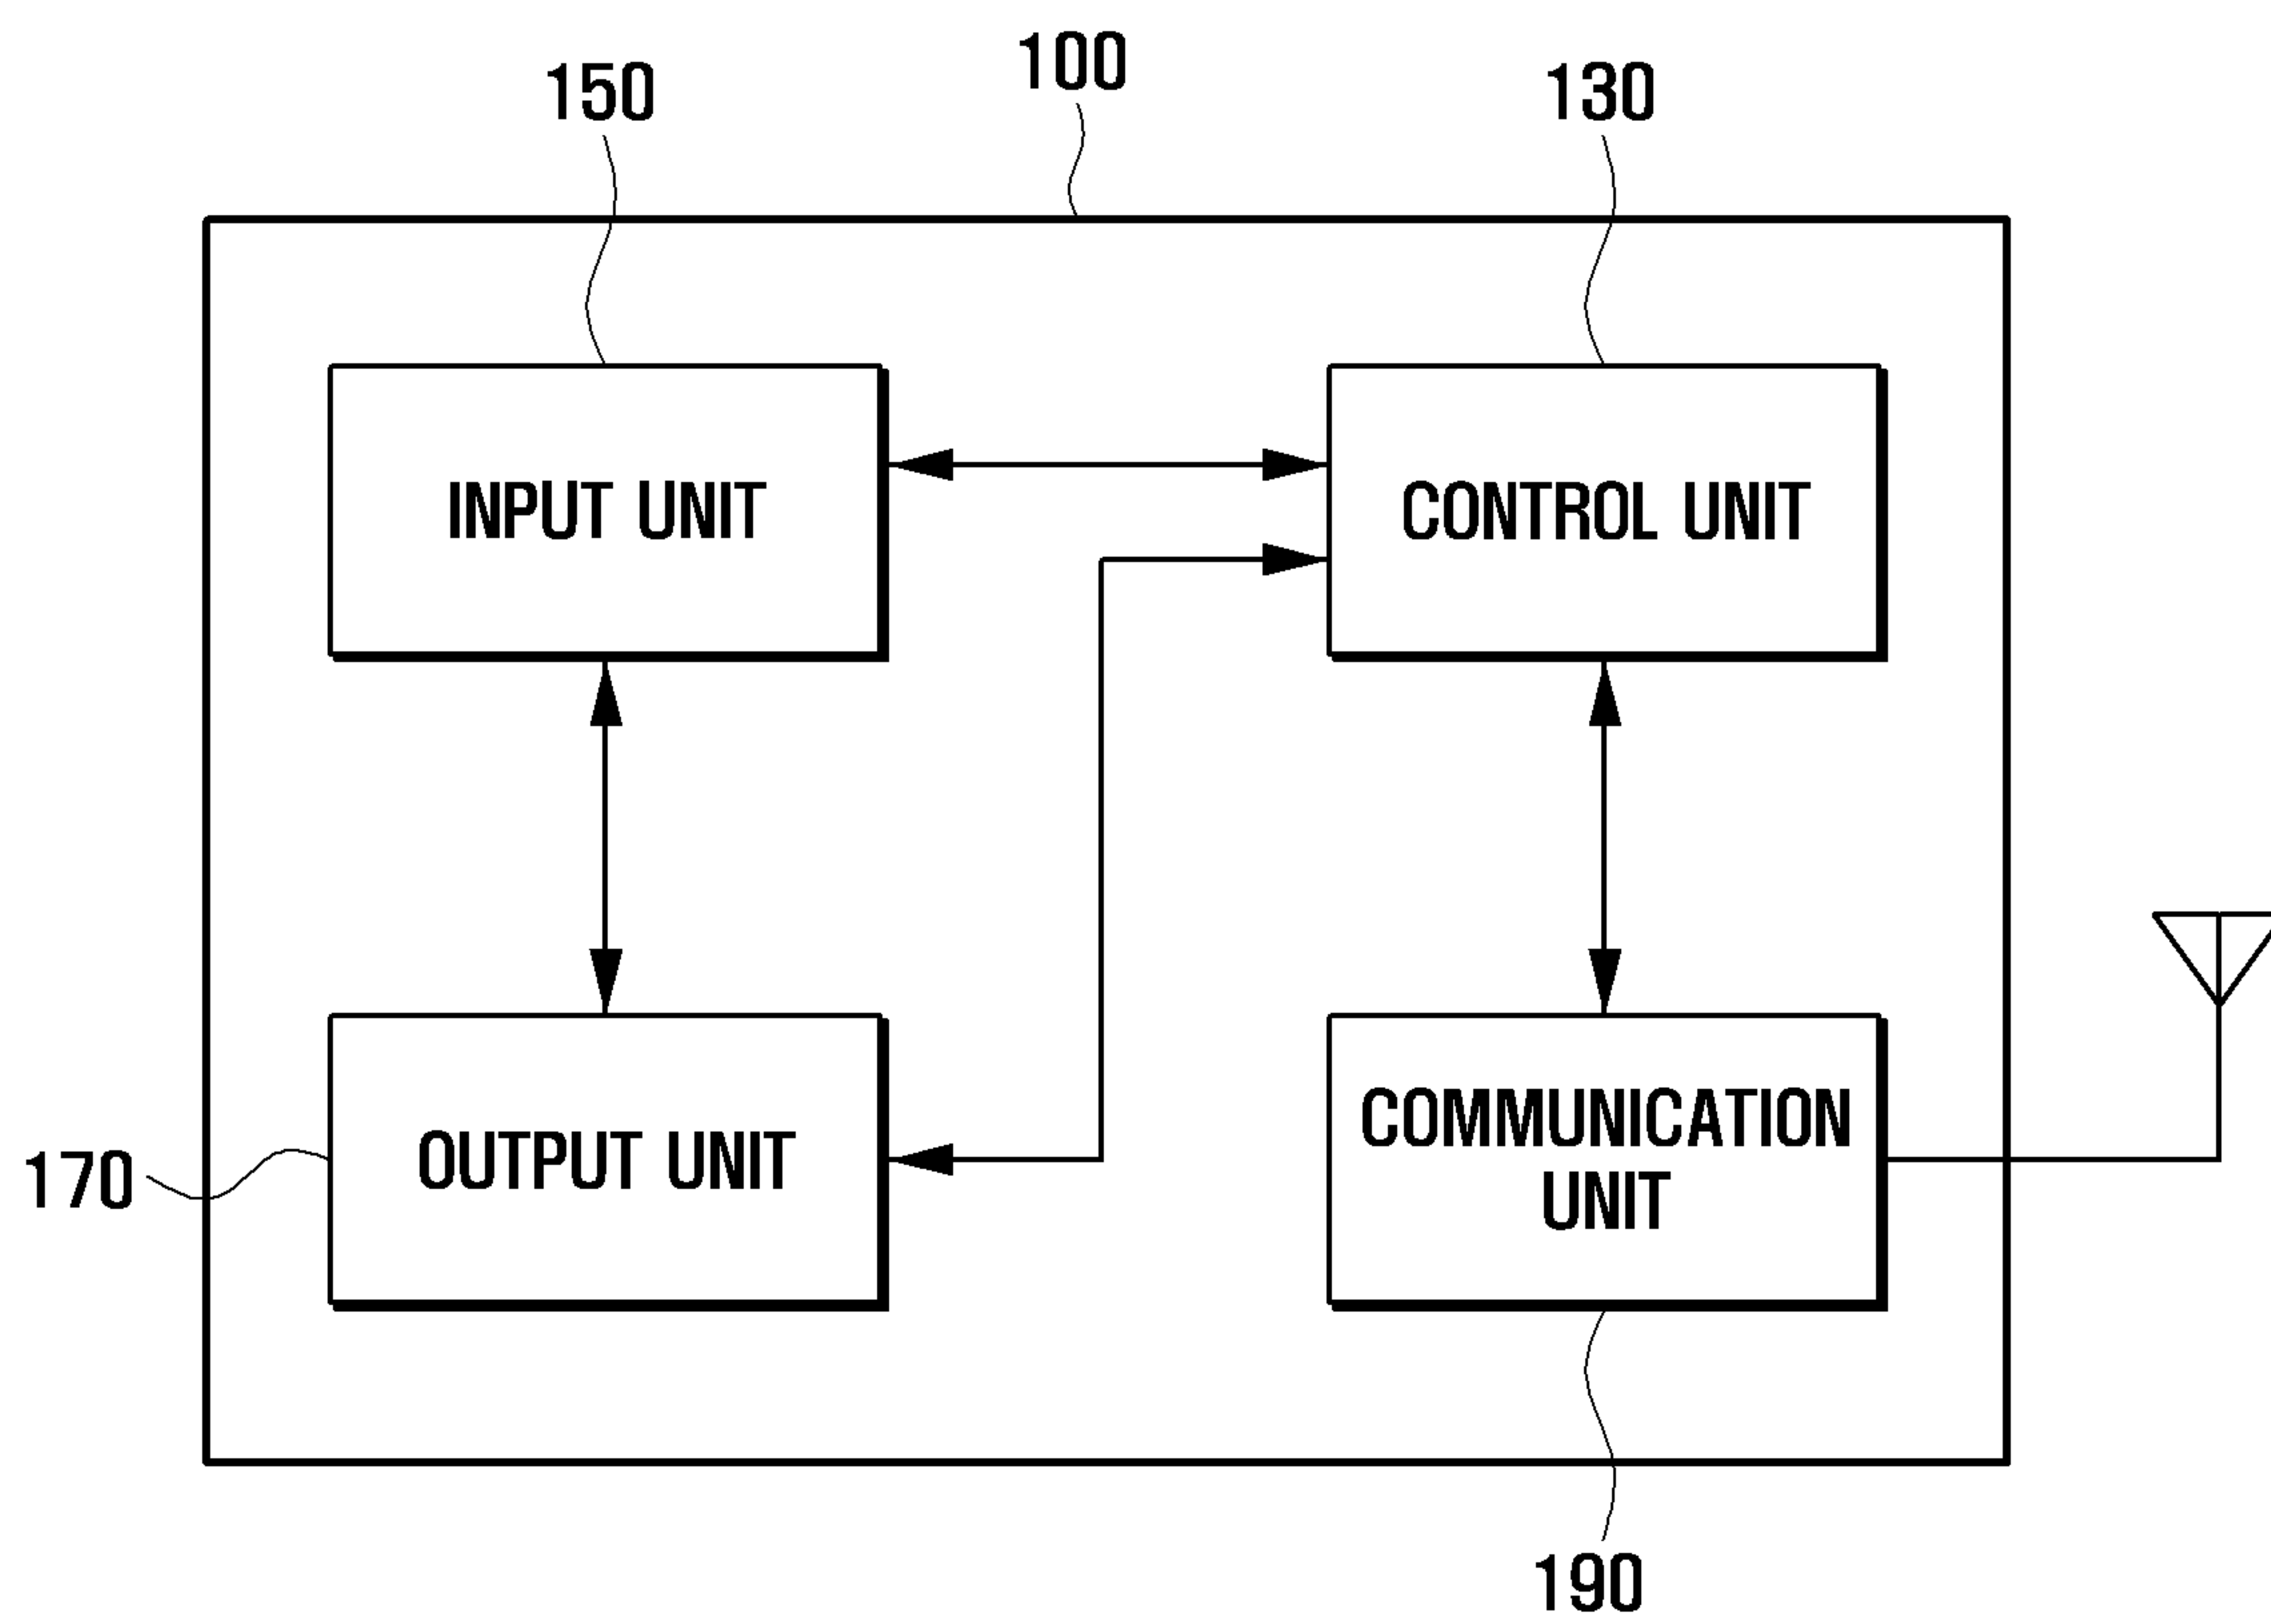 100
150
130
INPUT UNIT
CONTROL UNIT
OUTPUT UNIT
COMMUNICATION
UNIT
170
190